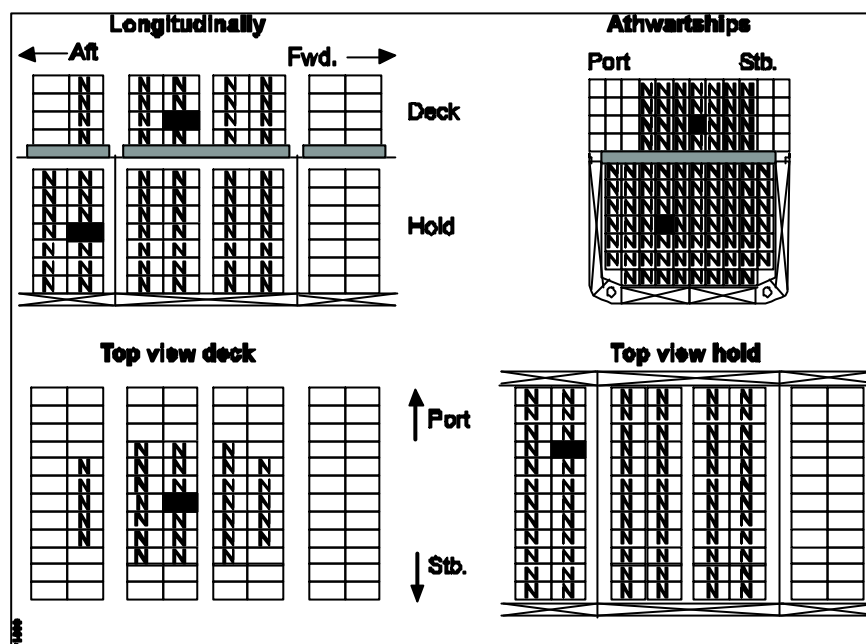 Longitudinally
Athwartships
Aft
Fwd.
Port
Stb.
Deck
Hold
Top view deck
Top view hold
Port
Stb.